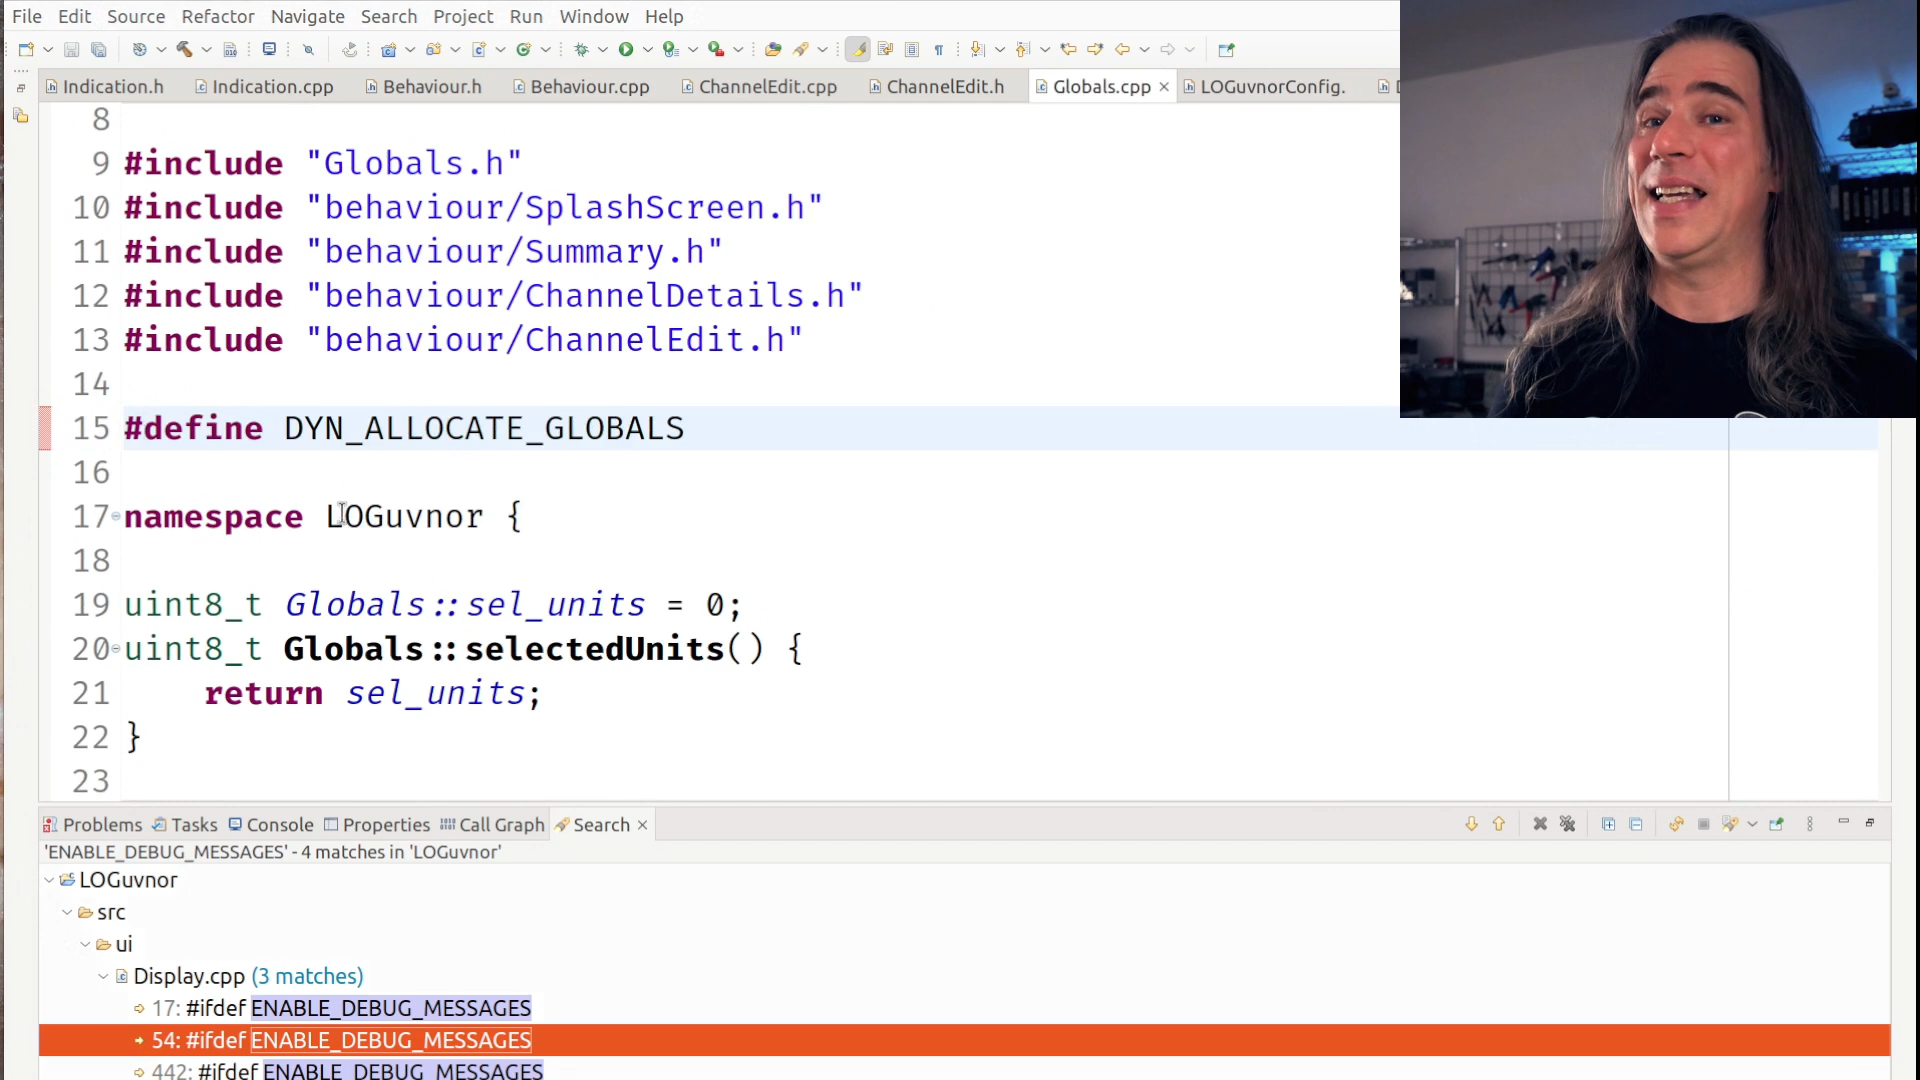 File Edit Source Refactor Navigate Search Project Run Window Help
Indication.h Indication.cpp Behaviour.h Behaviour.cpp ChannelEdit.cpp ChannelEdit.h Globals.cpp LOGuvnorConfig.
8
9 #include "Globals.h"
10 #include "behaviour/SplashScreen.h"
11 #include "behaviour/Summary.h"
12 #include "behaviour/ChannelDetails.h"
13 #include "behaviour/ChannelEdit.h"
14
15 #define DYN_ALLOCATE_GLOBALS
16
17 namespace LOGuvnor {
18
19 uint8_t Globals::sel_units = 0;
20 uint8_t Globals::selectedUnits() {
21 return sel_units;
22 }
23
Problems Tasks Console Properties Call Graph Search
'ENABLE_DEBUG_MESSAGES' - 4 matches in 'LOGuvnor'
LOGuvnor
src
ui
Display.cpp (3 matches)
17: #ifdef ENABLE_DEBUG_MESSAGES
54: #ifdef ENABLE_DEBUG_MESSAGES
442: #ifdef ENABLE_DEBUG_MESSAGES